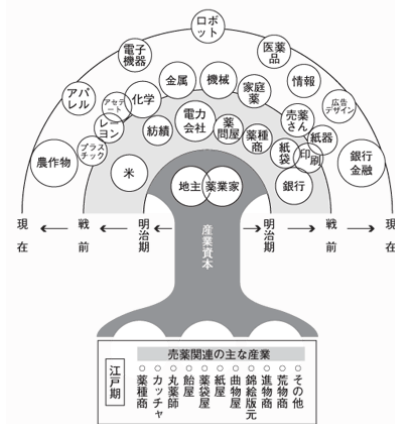 ロボット
電子機器
医薬品
金属
機械
家庭薬
情報
アパレル
アセテート
化学
広告デザイン
レーヨン
紡績
電力会社
薬問屋
薬種商
売薬さん
紙器
農作物
プラスチック
米
紙袋
印刷
銀行金融
地主
薬業家
銀行
現在
戦前
明治期
産業資本
明治期
戦前
現在
江戸期
売薬関連の主な産業
薬種商
カッチャ
丸薬師
飴屋
薬袋屋
紙屋
曲物屋
錦絵版元
進物商
荒物商
その他